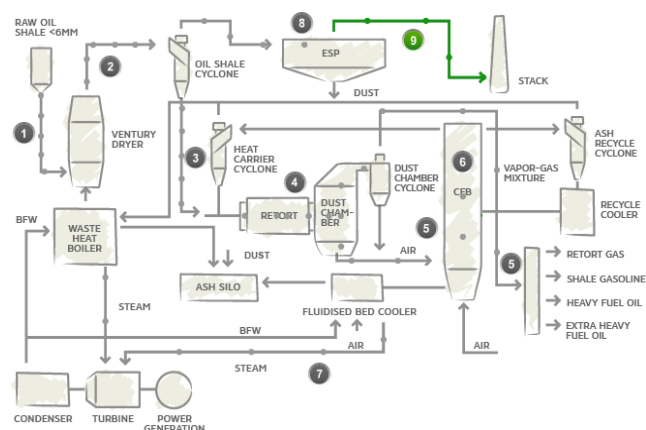 RAW OIL
SHALE <6MM
1
2
VENTURY
DRYER
OIL SHALE
CYCLONE
8
ESP
9
DUST
STACK
3
HEAT
CARRIER
CYCLONE
4
RETORT
DUST
CHAM-
BER
DUST
CHAMBER
CYCLONE
6
CFB
5
VAPOR-GAS
MIXTURE
ASH
RECYCLE
CYCLONE
RECYCLE
COOLER
BFW
WASTE
HEAT
BOILER
DUST
AIR
ASH SILO
FLUIDISED BED COOLER
5
RETORT GAS
SHALE GASOLINE
HEAVY FUEL OIL
EXTRA HEAVY
FUEL OIL
STEAM
BFW
AIR
AIR
STEAM
7
CONDENSER
TURBINE
POWER
GENERATION